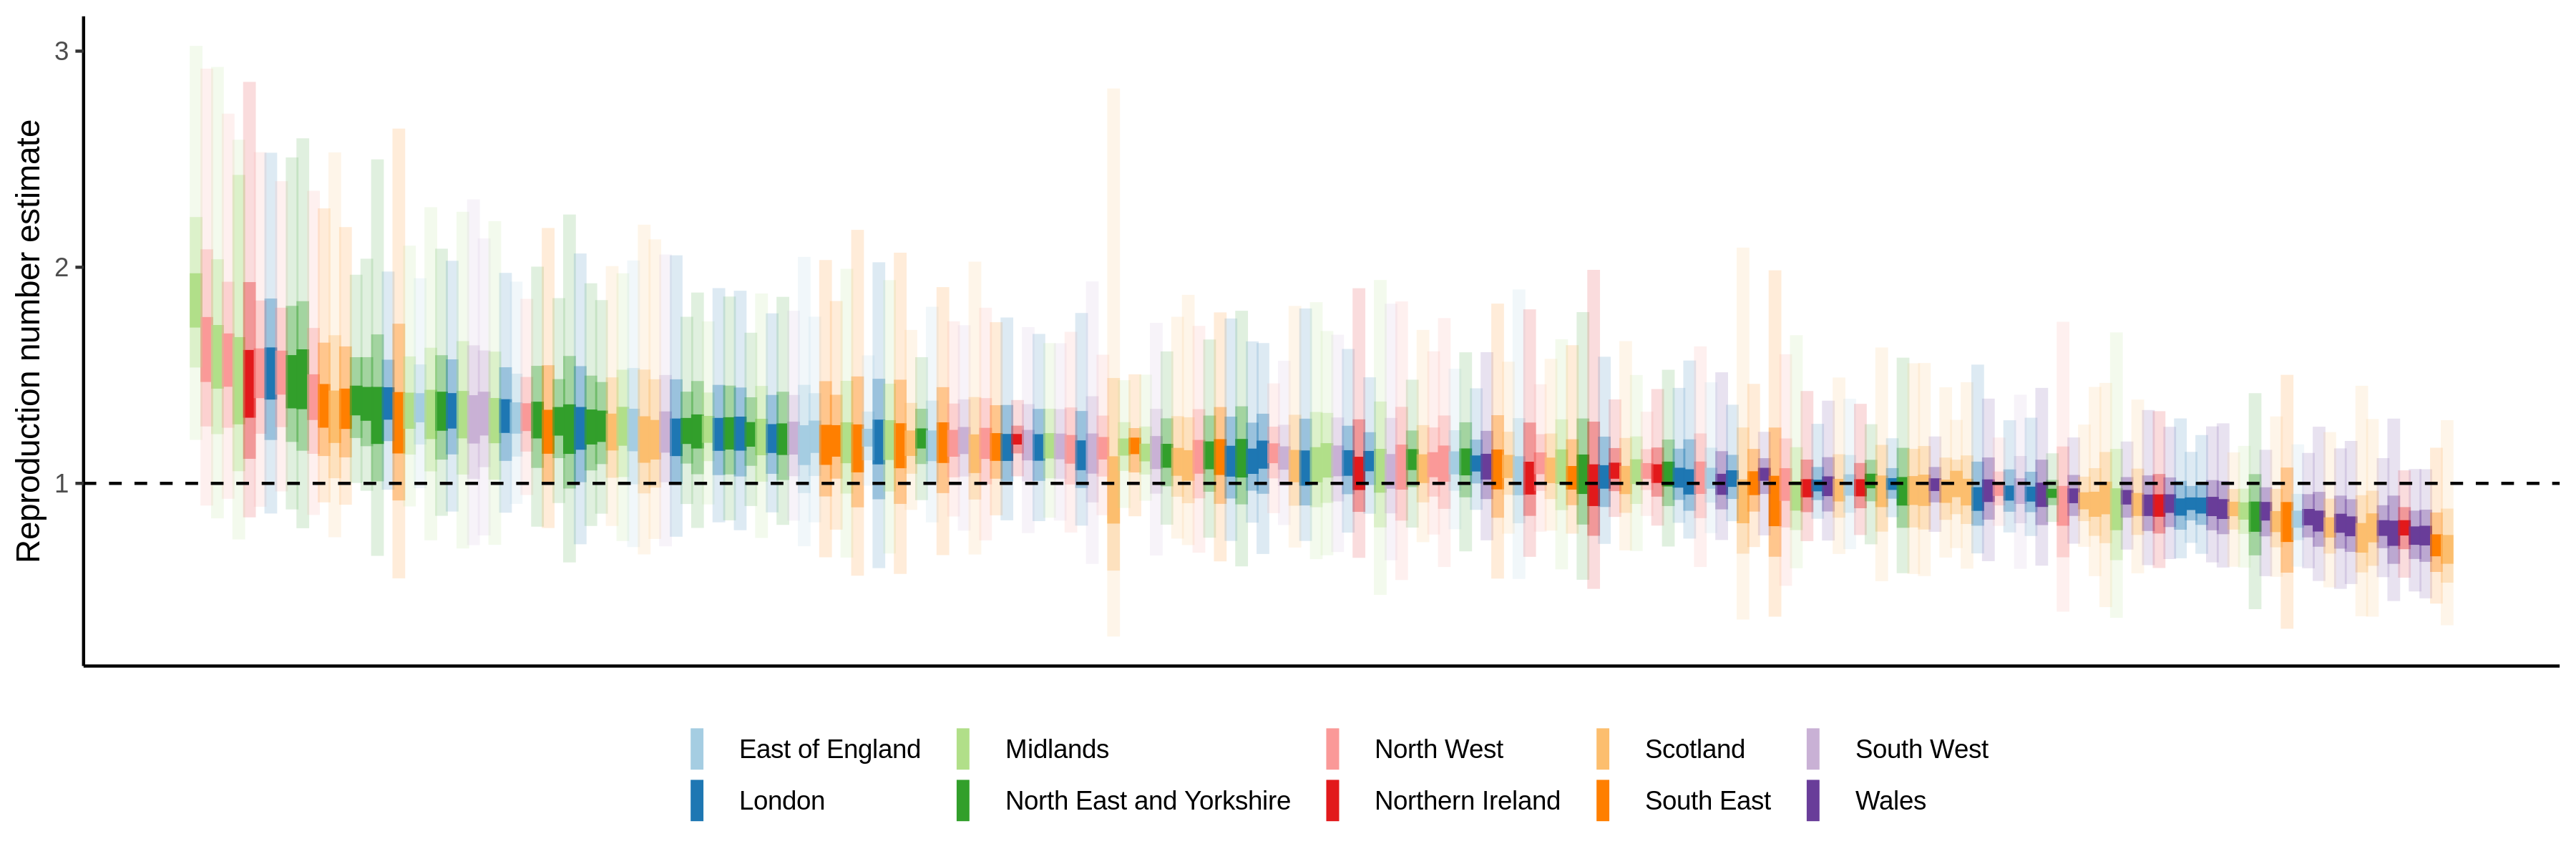 Reproduction number estimate
3
2
1
East of England
Midlands
North West
Scotland
South West
London
North East and Yorkshire
Northern Ireland
South East
Wales